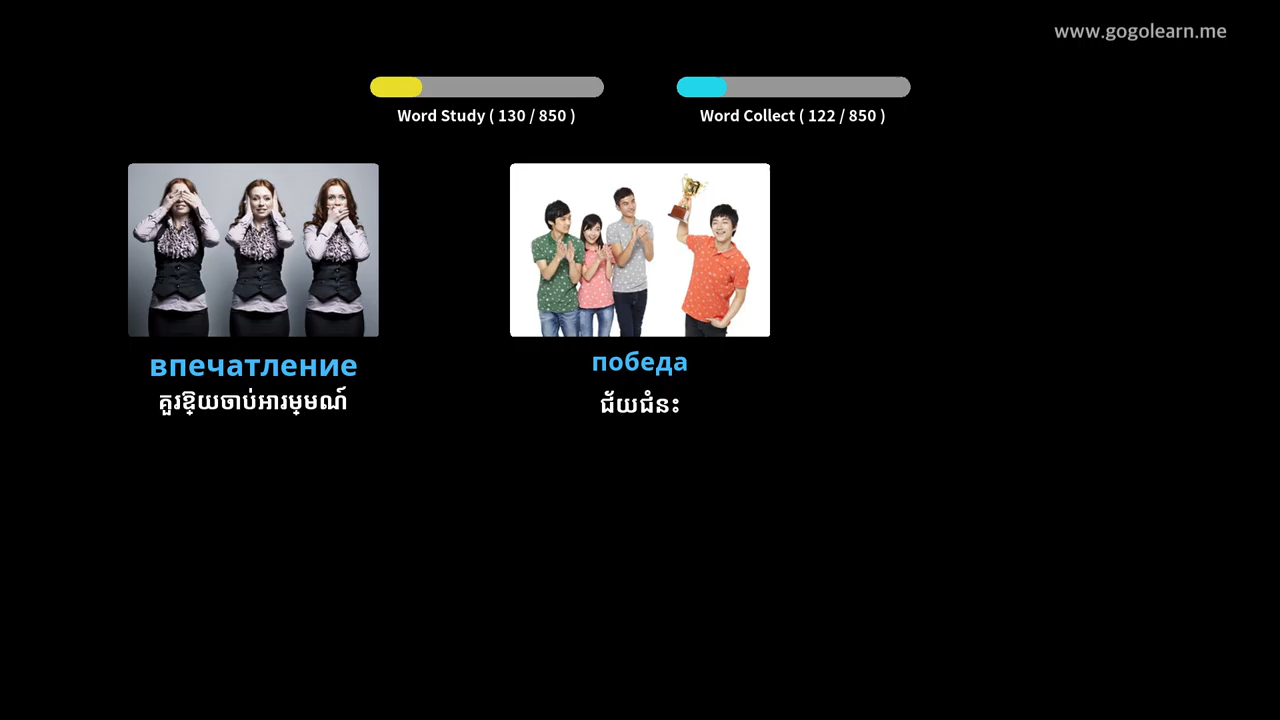 www.gogolearn.me
Word Study ( 130 / 850 )
Word Collect ( 122 / 850 )
впечатление
គួរឱ្យចាប់អារម្មណ៍
победа
ជ័យជំនះ